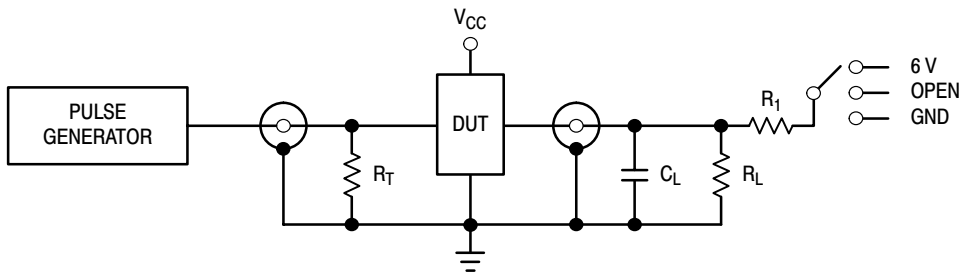 V_CC
PULSE
GENERATOR
R_T
DUT
C_L
R_L
R_1
6 V
OPEN
GND